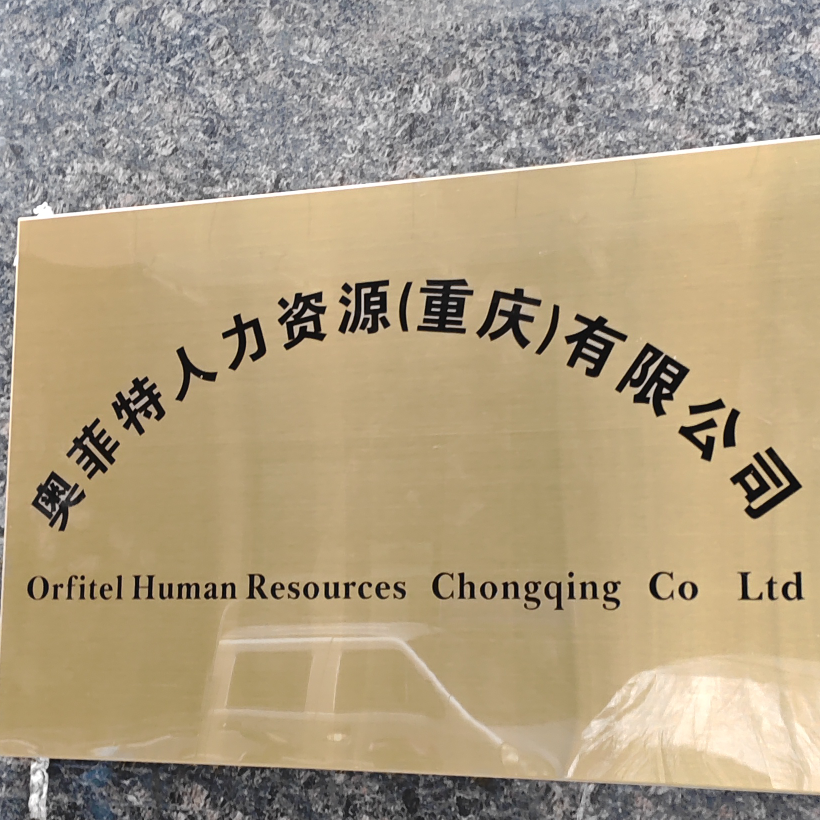 奥菲特人力资源(重庆)有限公司
Orfitel Human Resources Chongqing Co Ltd